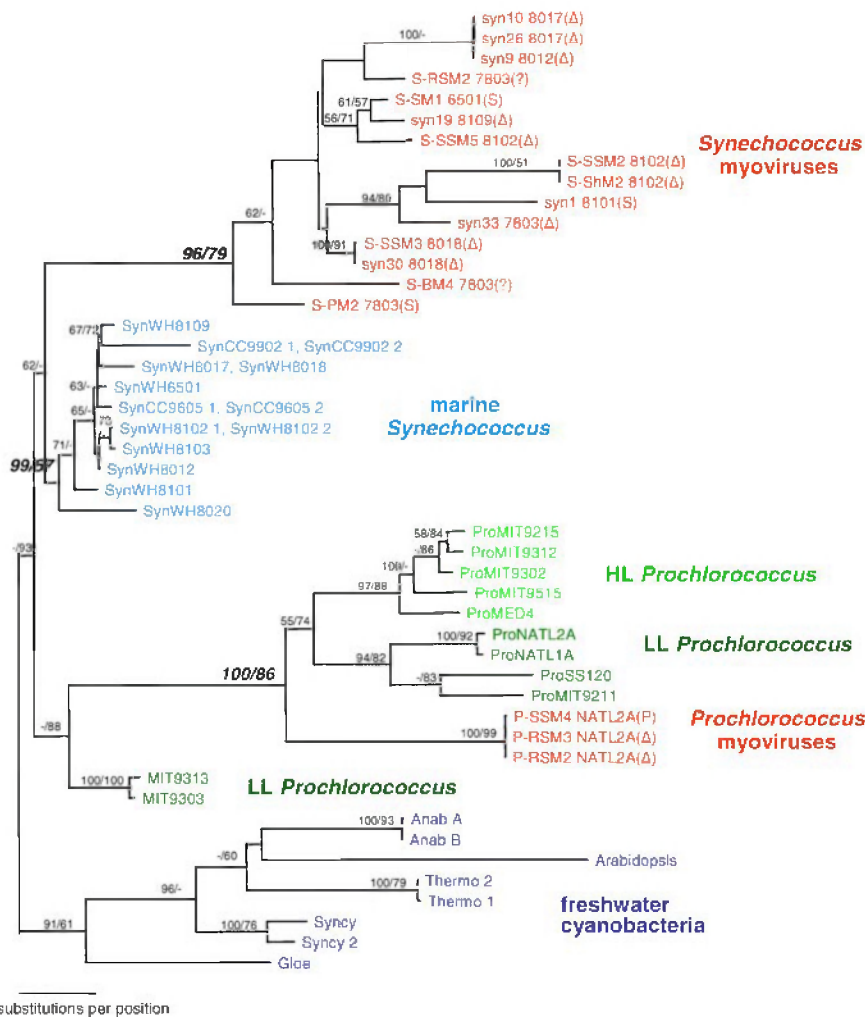 100/-
syn10 8017(Δ)
syn26 8017(Δ)
syn9 8012(Δ)
S-RSM2 7803(?)
61/57
S-SM1 6501(S)
56/71
syn19 8109(Δ)
S-SSM5 8102(Δ)
Synechococcus
myoviruses
100/51
S-SSM2 8102(Δ)
S-ShM2 8102(Δ)
94/86
syn1 8101(S)
62/-
syn33 7803(Δ)
100/91
S-SSM3 8018(Δ)
syn30 8018(Δ)
96/79
S-BM4 7803(?)
S-PM2 7803(S)
67/72
SynWH8109
SynCC9902 1, SynCC9902 2
62/-
SynWH8017, SynWH8018
63/-
SynWH6501
65/-
SynCC9605 1, SynCC9605 2
marine
Synechococcus
SynWH8102 1, SynWH8102 2
71/-
SynWH8103
99/57
SynWH8012
SynWH8101
SynWH8020
-/93
58/84
ProMIT9215
-/86
ProMIT9312
100/-
ProMIT9302
HL Prochlorococcus
97/88
ProMIT9515
ProMED4
55/74
100/92
ProNATL2A
ProNATL1A
LL Prochlorococcus
94/82
-/83
ProSS120
100/86
ProMIT9211
P-SSM4 NATL2A(P)
100/99
P-RSM3 NATL2A(Δ)
P-RSM2 NATL2A(Δ)
Prochlorococcus
myoviruses
-/88
100/100
MIT9313
MIT9303
LL Prochlorococcus
100/93
Anab A
Anab B
-/60
Arabidopsis
96/-
100/79
Thermo 2
Thermo 1
freshwater
cyanobacteria
91/61
100/76
Syncy
Syncy 2
Gloe
substitutions per position